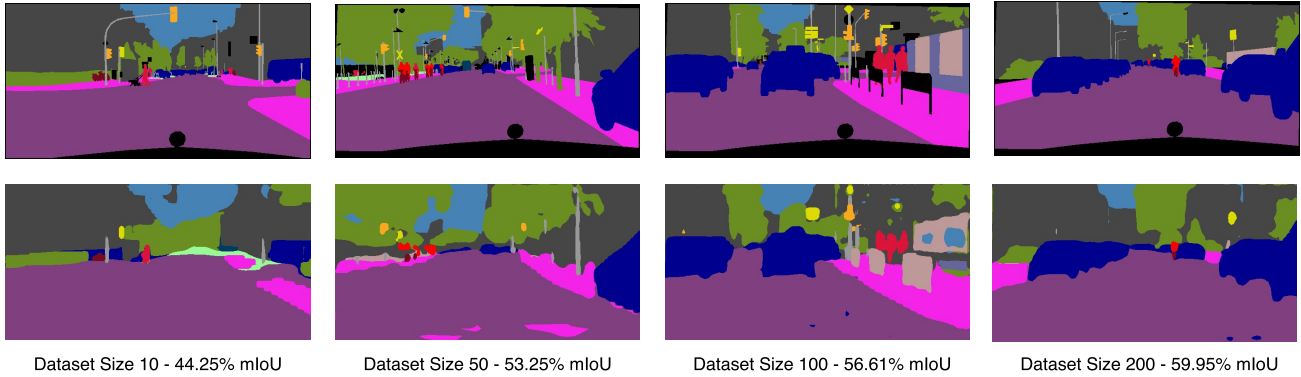 Dataset Size 10 - 44.25% mIoU
Dataset Size 50 - 53.25% mIoU
Dataset Size 100 - 56.61% mIoU
Dataset Size 200 - 59.95% mIoU